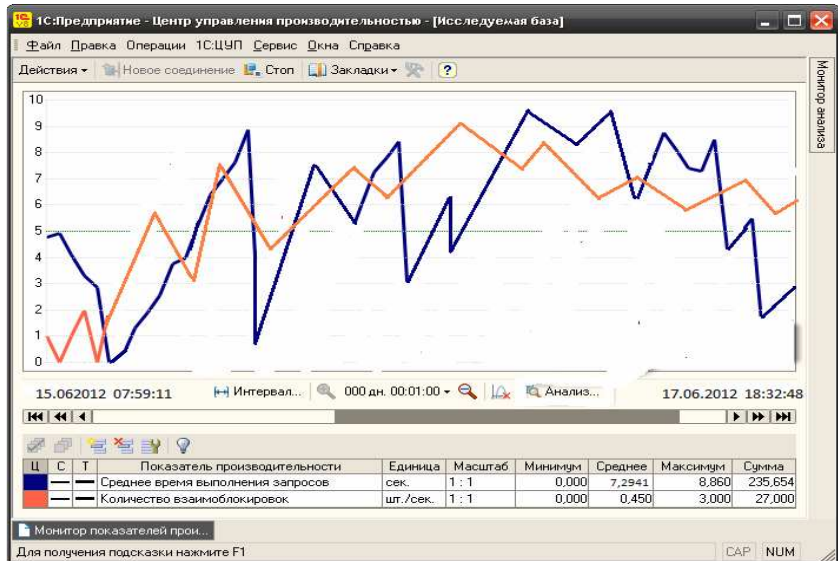 1С:Предприятие - Центр управления производительностью - [Исследуемая база]
Файл Правка Операции 1С:ЦУП Сервис Окна Справка
Действия Новое соединение Стоп Закладки ?
Монитор анализа
10
9
8
7
6
5
4
3
2
1
0
15.062012 07:59:11 Интервал... 000 дн. 00:01:00 Анализ... 17.06.2012 18:32:48
Ц С Т Показатель производительности Единица Масштаб Минимум Среднее Максимум Сумма
Среднее время выполнения запросов сек. 1 : 1 0,000 7,2941 8,860 235,654
Количество взаимоблокировок шт./сек. 1 : 1 0,000 0,450 3,000 27,000
Монитор показателей прои...
Для получения подсказки нажмите F1 CAP NUM